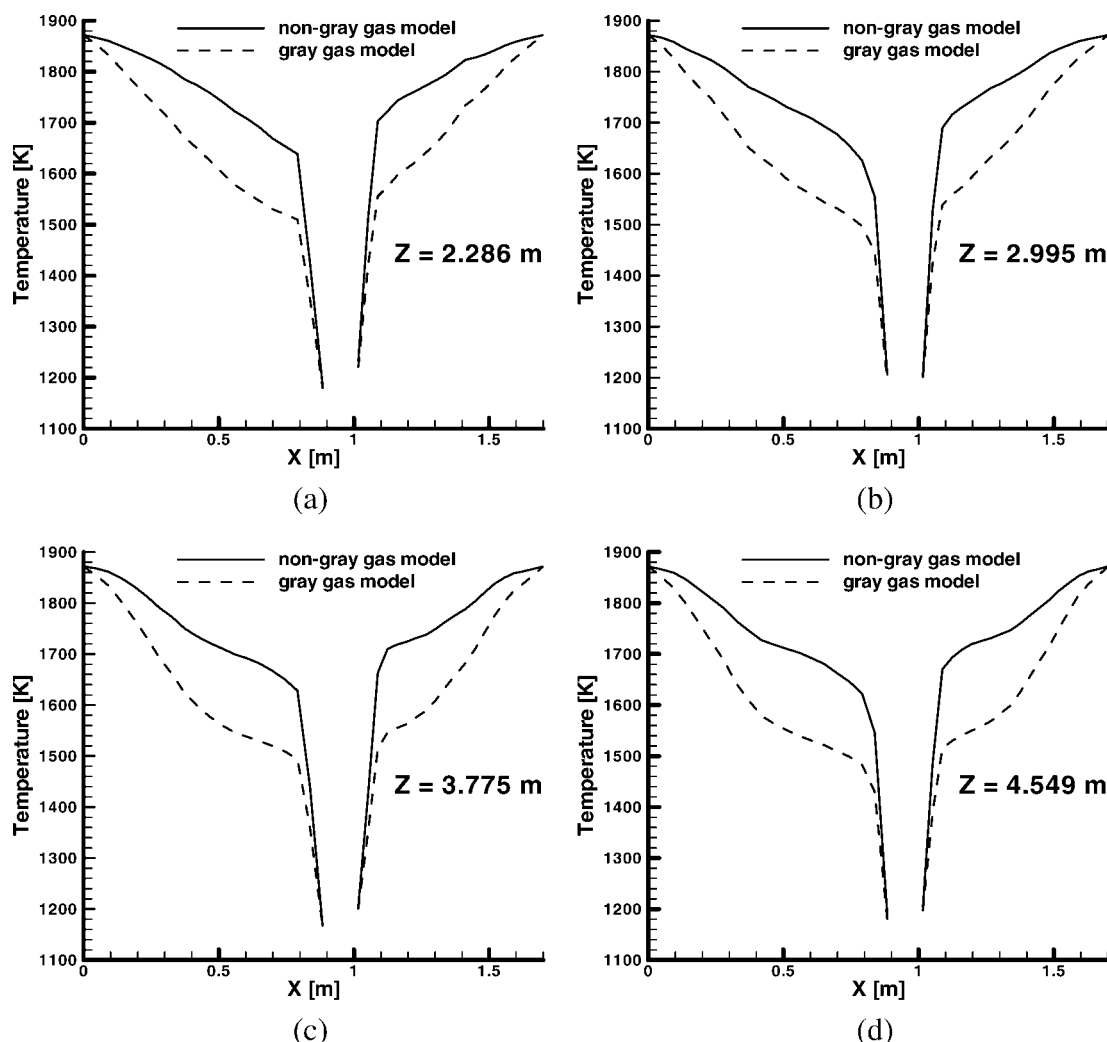 non-gray gas model
gray gas model
Temperature [K]
1900
1800
1700
1600
1500
1400
1300
1200
1100
Z = 2.286 m
0 0.5 1 1.5
X [m]
(a)
non-gray gas model
gray gas model
Temperature [K]
1900
1800
1700
1600
1500
1400
1300
1200
1100
Z = 2.995 m
0 0.5 1 1.5
X [m]
(b)
non-gray gas model
gray gas model
Temperature [K]
1900
1800
1700
1600
1500
1400
1300
1200
1100
Z = 3.775 m
0 0.5 1 1.5
X [m]
(c)
non-gray gas model
gray gas model
Temperature [K]
1900
1800
1700
1600
1500
1400
1300
1200
1100
Z = 4.549 m
0 0.5 1 1.5
X [m]
(d)